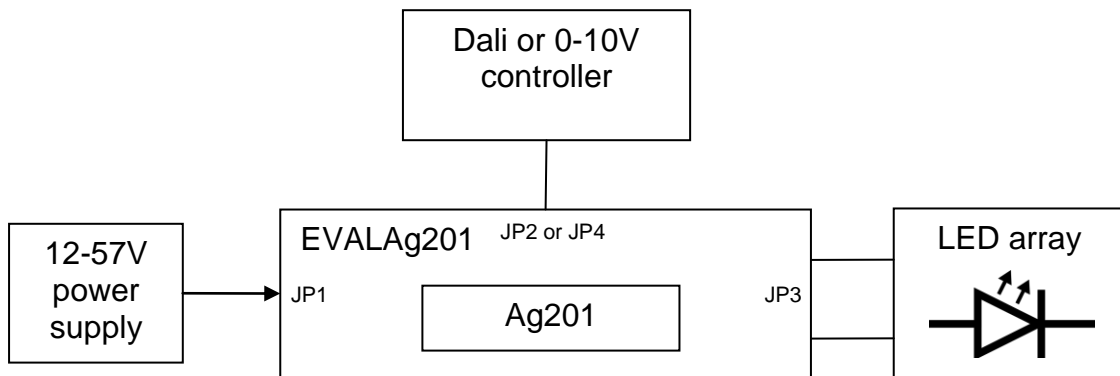 Dali or 0-10V
controller
12-57V
power
supply
JP1
EVALAg201
JP2 or JP4
Ag201
JP3
LED array